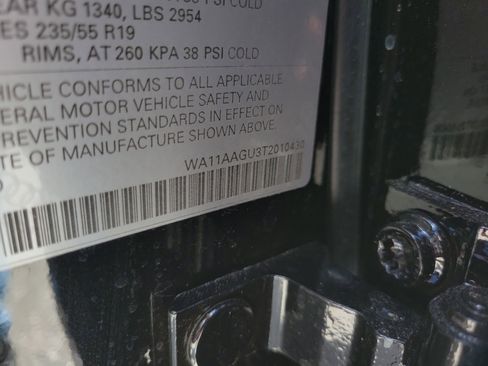 EAR KG 1340, LBS 2954
ES 235/55 R19
RIMS, AT 260 KPA 38 PSI COLD
HICLE CONFORMS TO ALL APPLICABLE
ERAL MOTOR VEHICLE SAFETY AND
PREVENTION STANDARDS IN EFFECT ON
TE OF MANUFACTURE SHOWN ABOVE.
WA11AAGU3T2010430